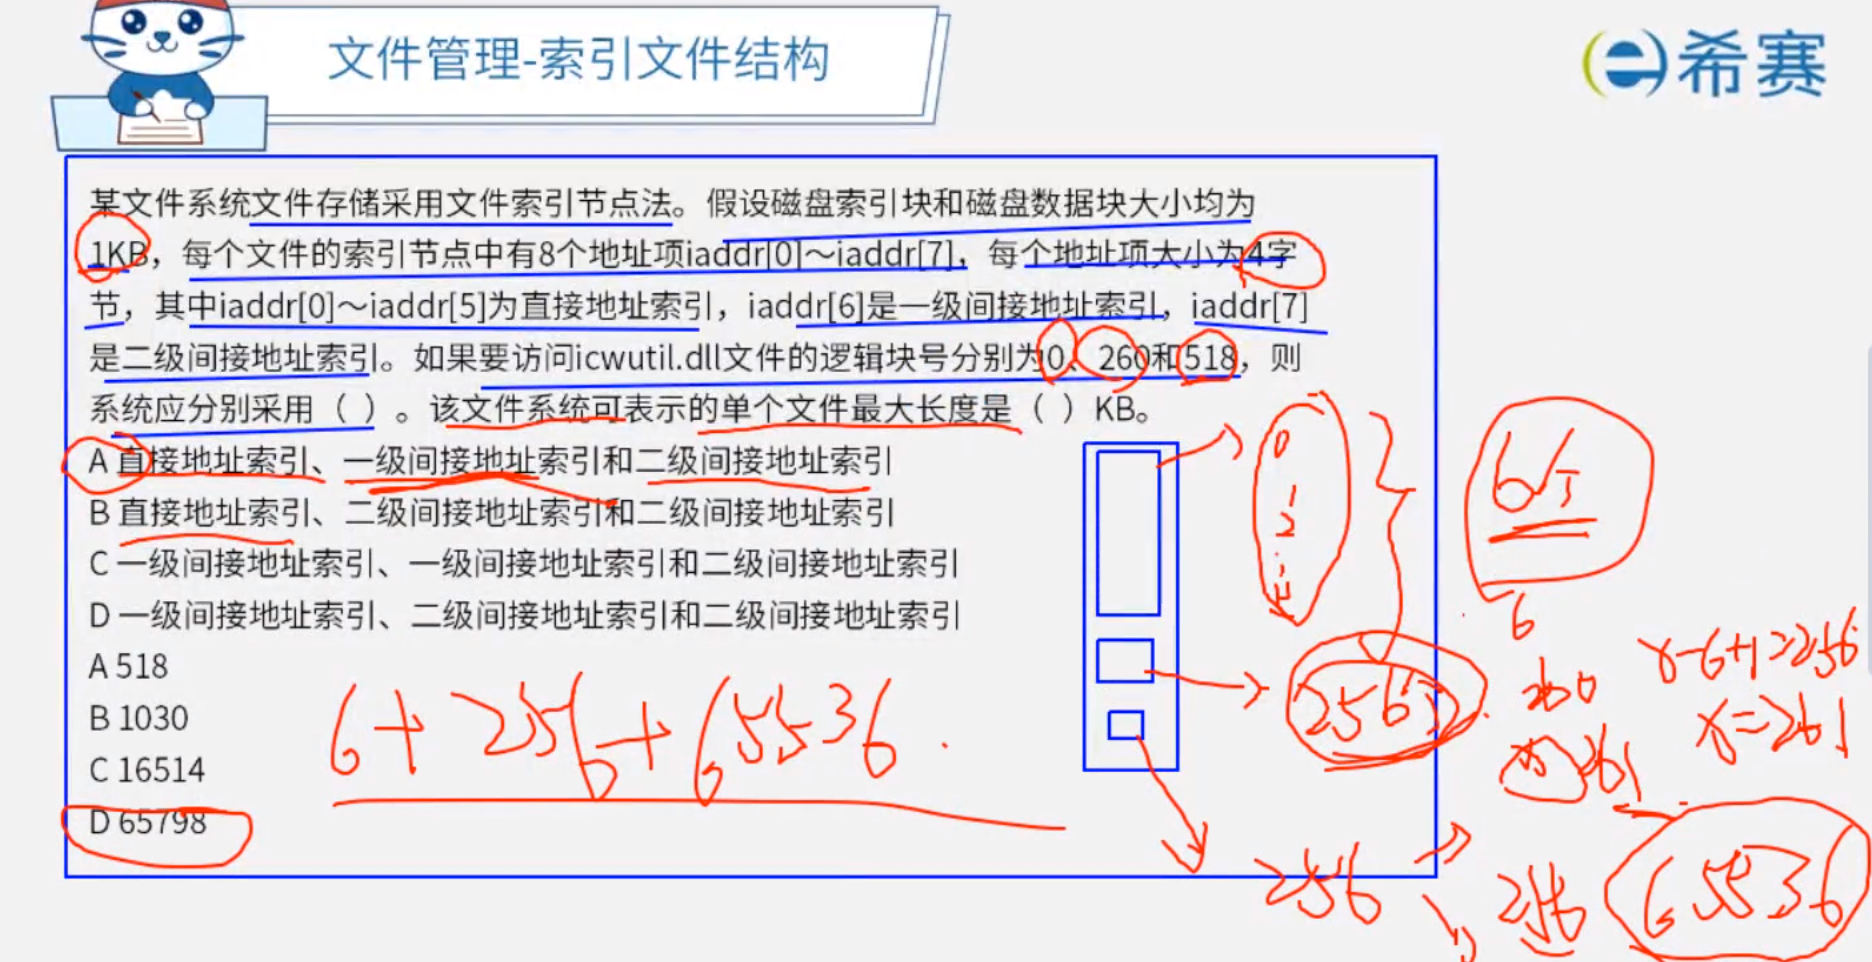 文件管理-索引文件结构
希赛
某文件系统文件存储采用文件索引节点法。假设磁盘索引块和磁盘数据块大小均为
1KB，每个文件的索引节点中有8个地址项iaddr[0]～iaddr[7]，每个地址项大小为4字
节，其中iaddr[0]～iaddr[5]为直接地址索引，iaddr[6]是一级间接地址索引，iaddr[7]
是二级间接地址索引。如果要访问icwutil.dll文件的逻辑块号分别为0、260和518，则
系统应分别采用（ ）。该文件系统可表示的单个文件最大长度是（ ）KB。
A 直接地址索引、一级间接地址索引和二级间接地址索引
B 直接地址索引、二级间接地址索引和二级间接地址索引
C 一级间接地址索引、一级间接地址索引和二级间接地址索引
D 一级间接地址索引、二级间接地址索引和二级间接地址索引
A 518
B 1030
C 16514
D 65798
6+256+65536
0
1
2
6个
6
256
260
261
x-6+1=256
x=261
256
256
65536